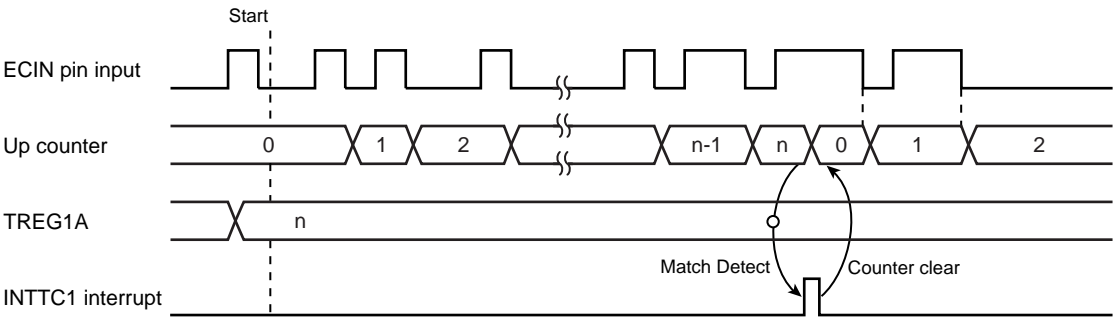 Start
ECIN pin input
Up counter 0 1 2 n-1 n 0 1 2
TREG1A n
Match Detect Counter clear
INTTC1 interrupt